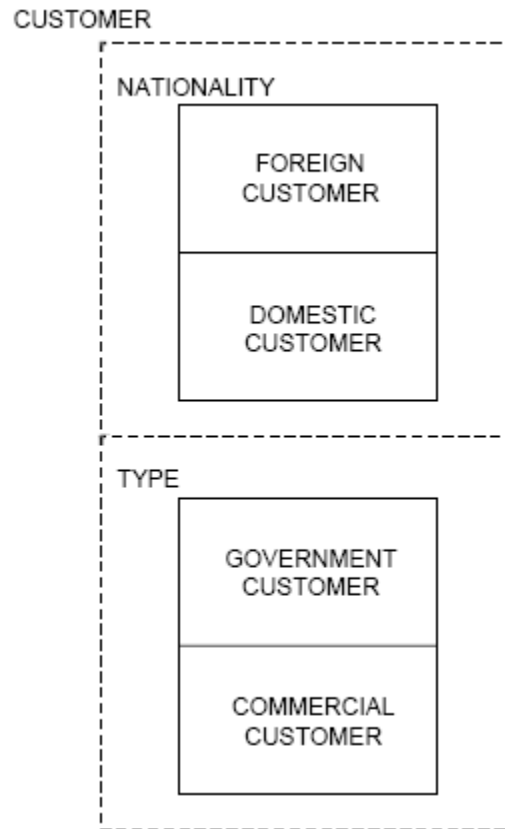 CUSTOMER
NATIONALITY
FOREIGN
CUSTOMER
DOMESTIC
CUSTOMER
TYPE
GOVERNMENT
CUSTOMER
COMMERCIAL
CUSTOMER